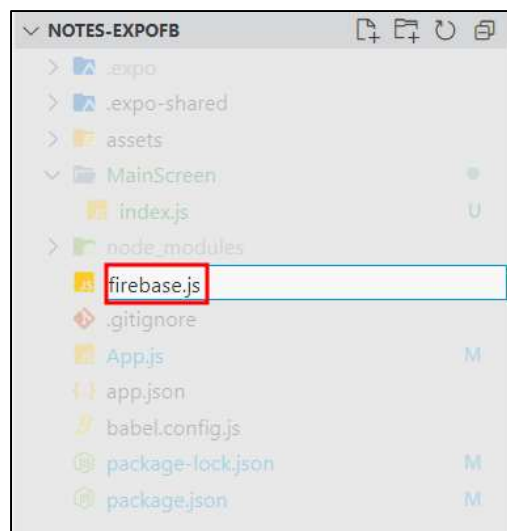 NOTES-EXPOFB
.expo
.expo-shared
assets
MainScreen
index.js U
node_modules
firebase.js
.gitignore
App.js M
app.json
babel.config.js
package-lock.json M
package.json M